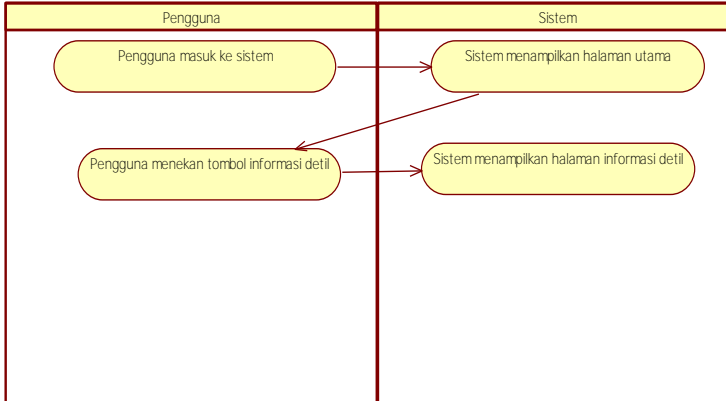 Pengguna
Sistem
Pengguna masuk ke sistem
Sistem menampilkan halaman utama
Pengguna menekan tombol informasi detil
Sistem menampilkan halaman informasi detil